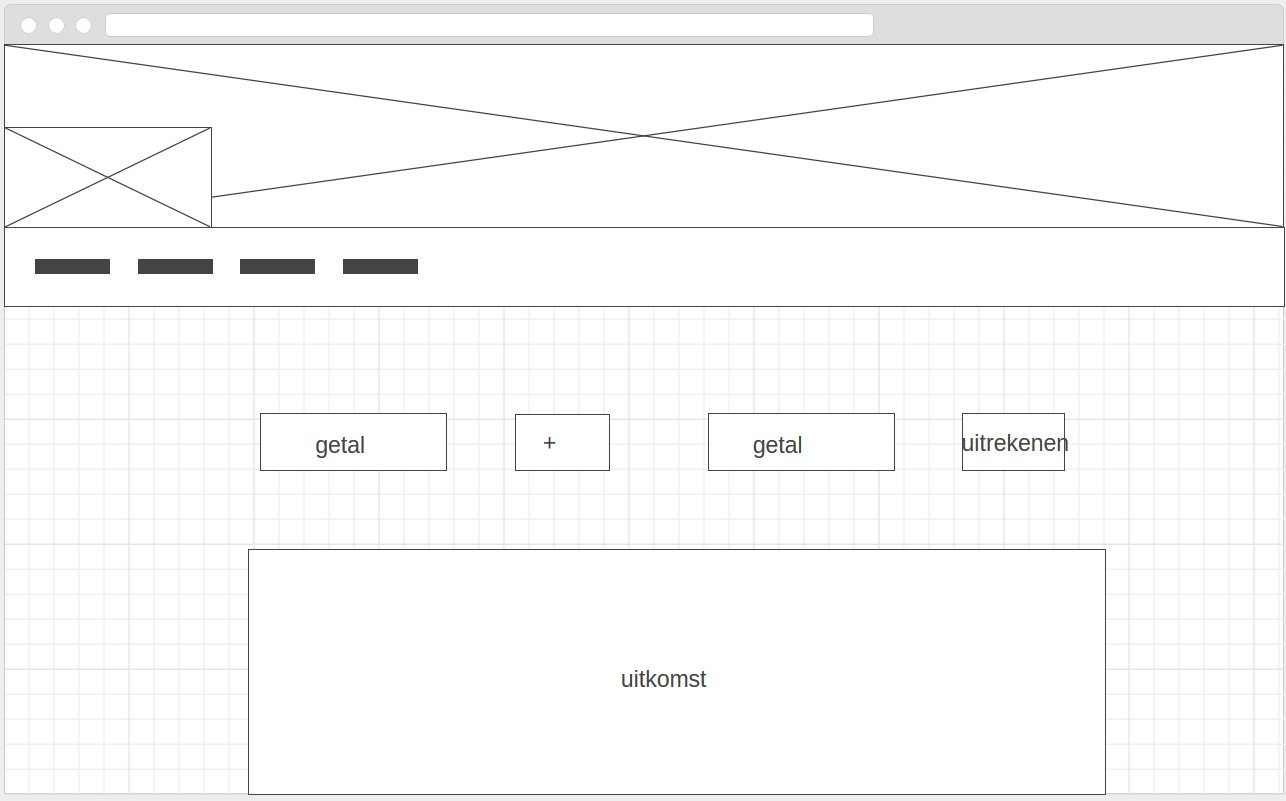 getal
+
getal
uitrekenen
uitkomst